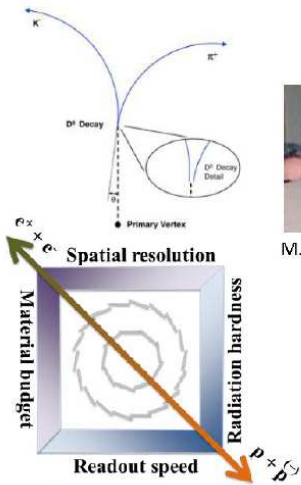 K⁻
π⁺
D⁰ Decay
D⁰ Decay
Detail
Primary Vertex
e⁺ × e⁻
Spatial resolution
M.
Material budget
Radiation hardness
Readout speed
p × p